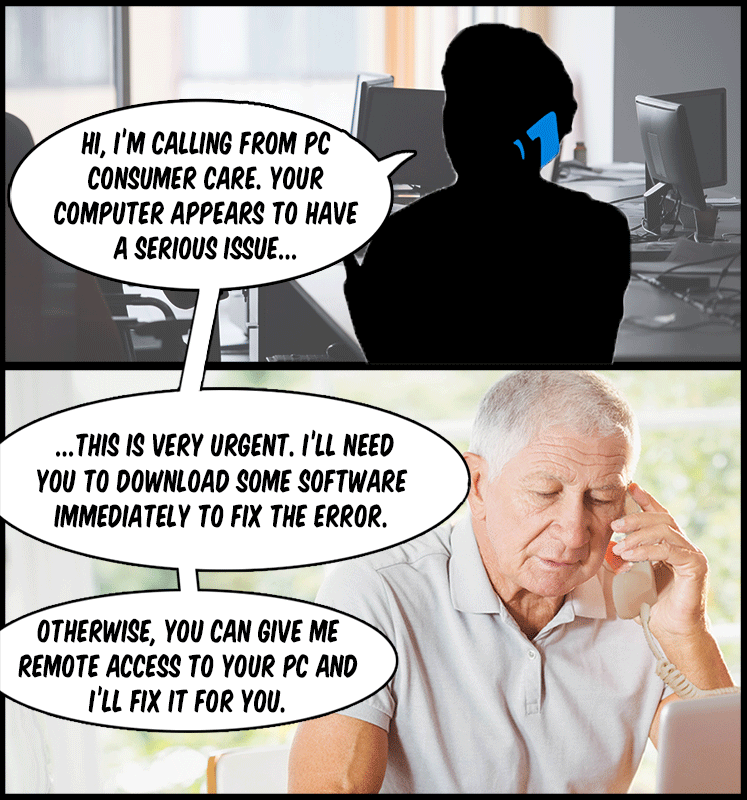 HI, I'M CALLING FROM PC
CONSUMER CARE. YOUR
COMPUTER APPEARS TO HAVE
A SERIOUS ISSUE...
...THIS IS VERY URGENT. I'LL NEED
YOU TO DOWNLOAD SOME SOFTWARE
IMMEDIATELY TO FIX THE ERROR.
OTHERWISE, YOU CAN GIVE ME
REMOTE ACCESS TO YOUR PC AND
I'LL FIX IT FOR YOU.